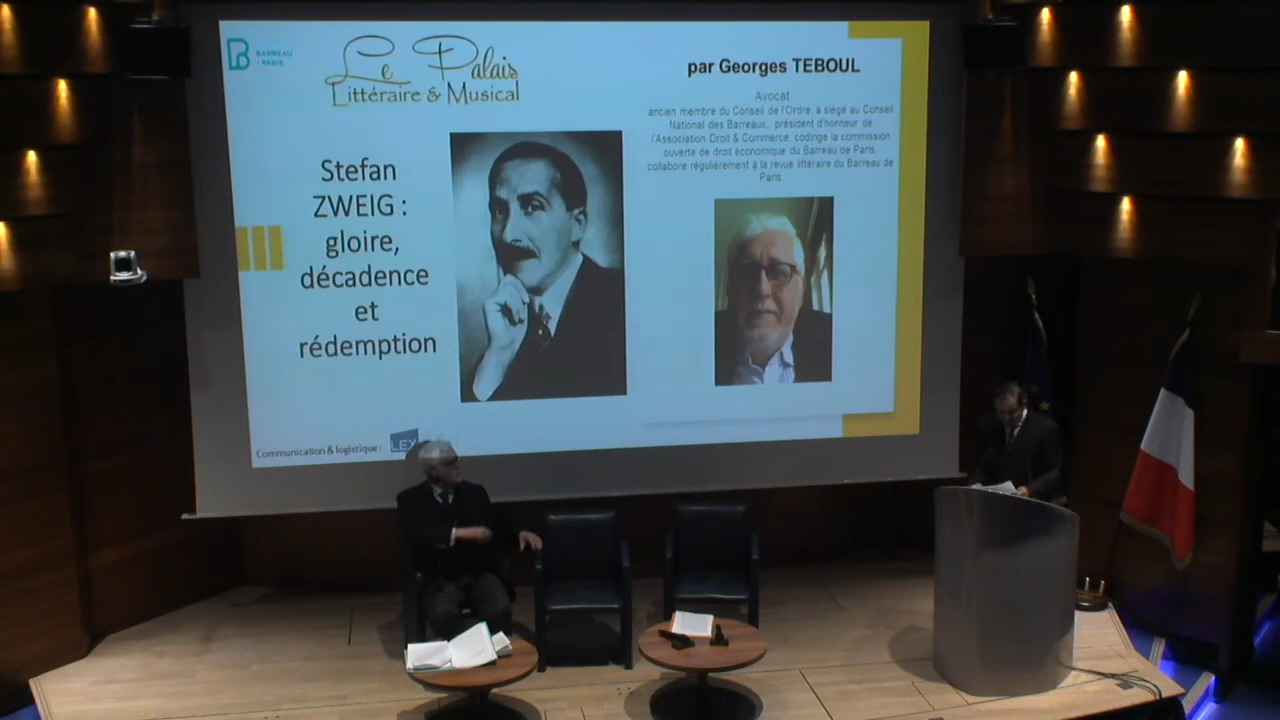 BARREAU
PARIS
Le Palais
Littéraire & Musical
Stefan
ZWEIG :
gloire,
décadence
et
rédemption
par Georges TEBOUL
Avocat
ancien membre du Conseil de l'Ordre, a siégé au Conseil
National des Barreaux, président d'honneur de
l'Association Droit & Commerce, codirige la commission
ouverte de droit économique du Barreau de Paris,
collabore régulièrement à la revue littéraire du Barreau de
Paris
Communication & logistique :
LEX